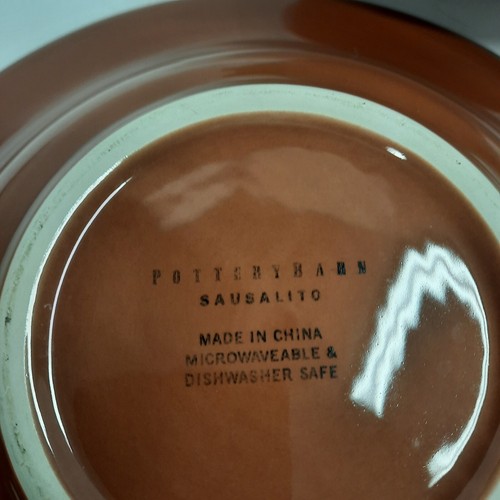 POTTERYBARN
SAUSALITO
MADE IN CHINA
MICROWAVEABLE &
DISHWASHER SAFE